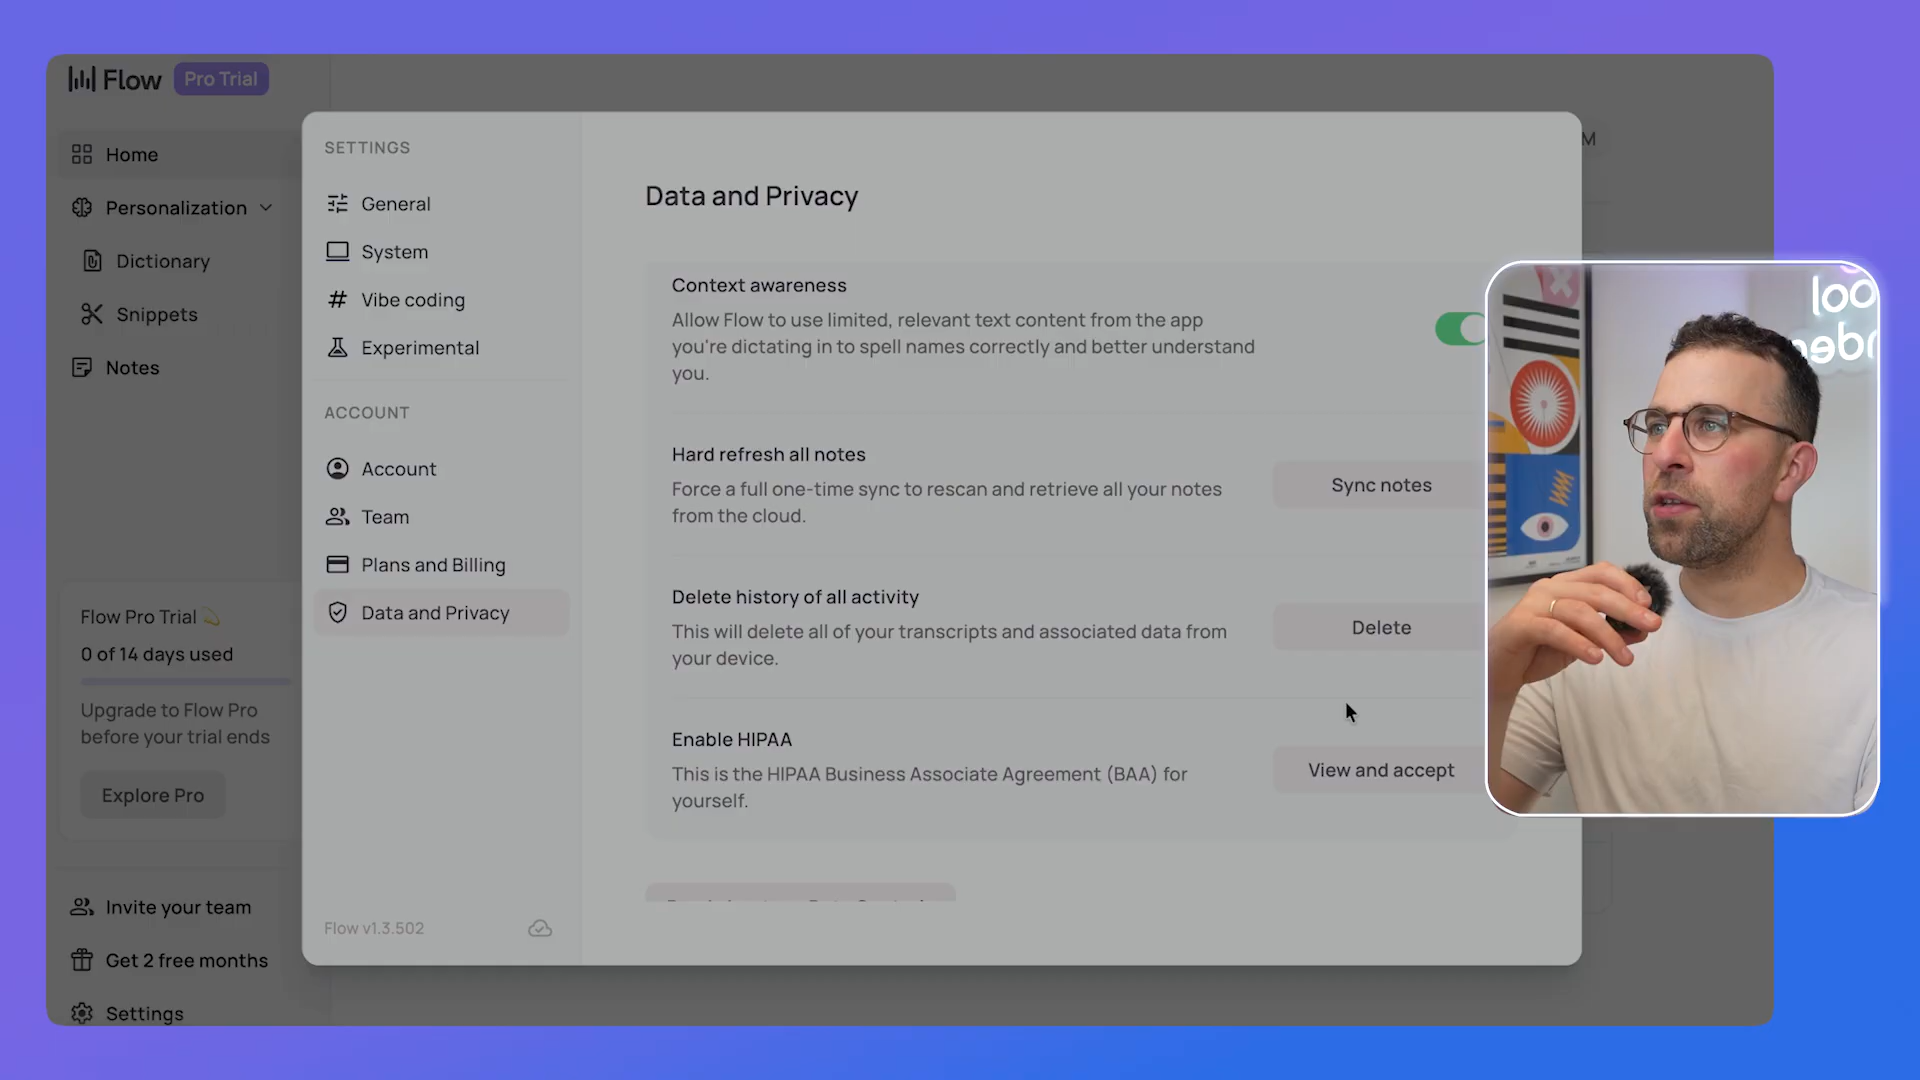 Flow Pro Trial
Home
Personalization
Dictionary
Snippets
Notes
Flow Pro Trial
0 of 14 days used
Upgrade to Flow Pro
before your trial ends
Explore Pro
Invite your team
Get 2 free months
Settings
SETTINGS
General
System
Vibe coding
Experimental
ACCOUNT
Account
Team
Plans and Billing
Data and Privacy
Flow v1.3.502
Data and Privacy
Context awareness
Allow Flow to use limited, relevant text content from the app
you're dictating in to spell names correctly and better understand
you.
Hard refresh all notes
Force a full one-time sync to rescan and retrieve all your notes
from the cloud.
Sync notes
Delete history of all activity
This will delete all of your transcripts and associated data from
your device.
Delete
Enable HIPAA
This is the HIPAA Business Associate Agreement (BAA) for
yourself.
View and accept
M